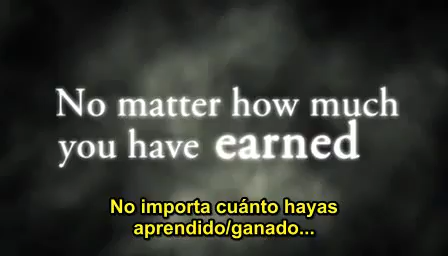 No matter how much
you have earned
No importa cuánto hayas
aprendido/ganado...